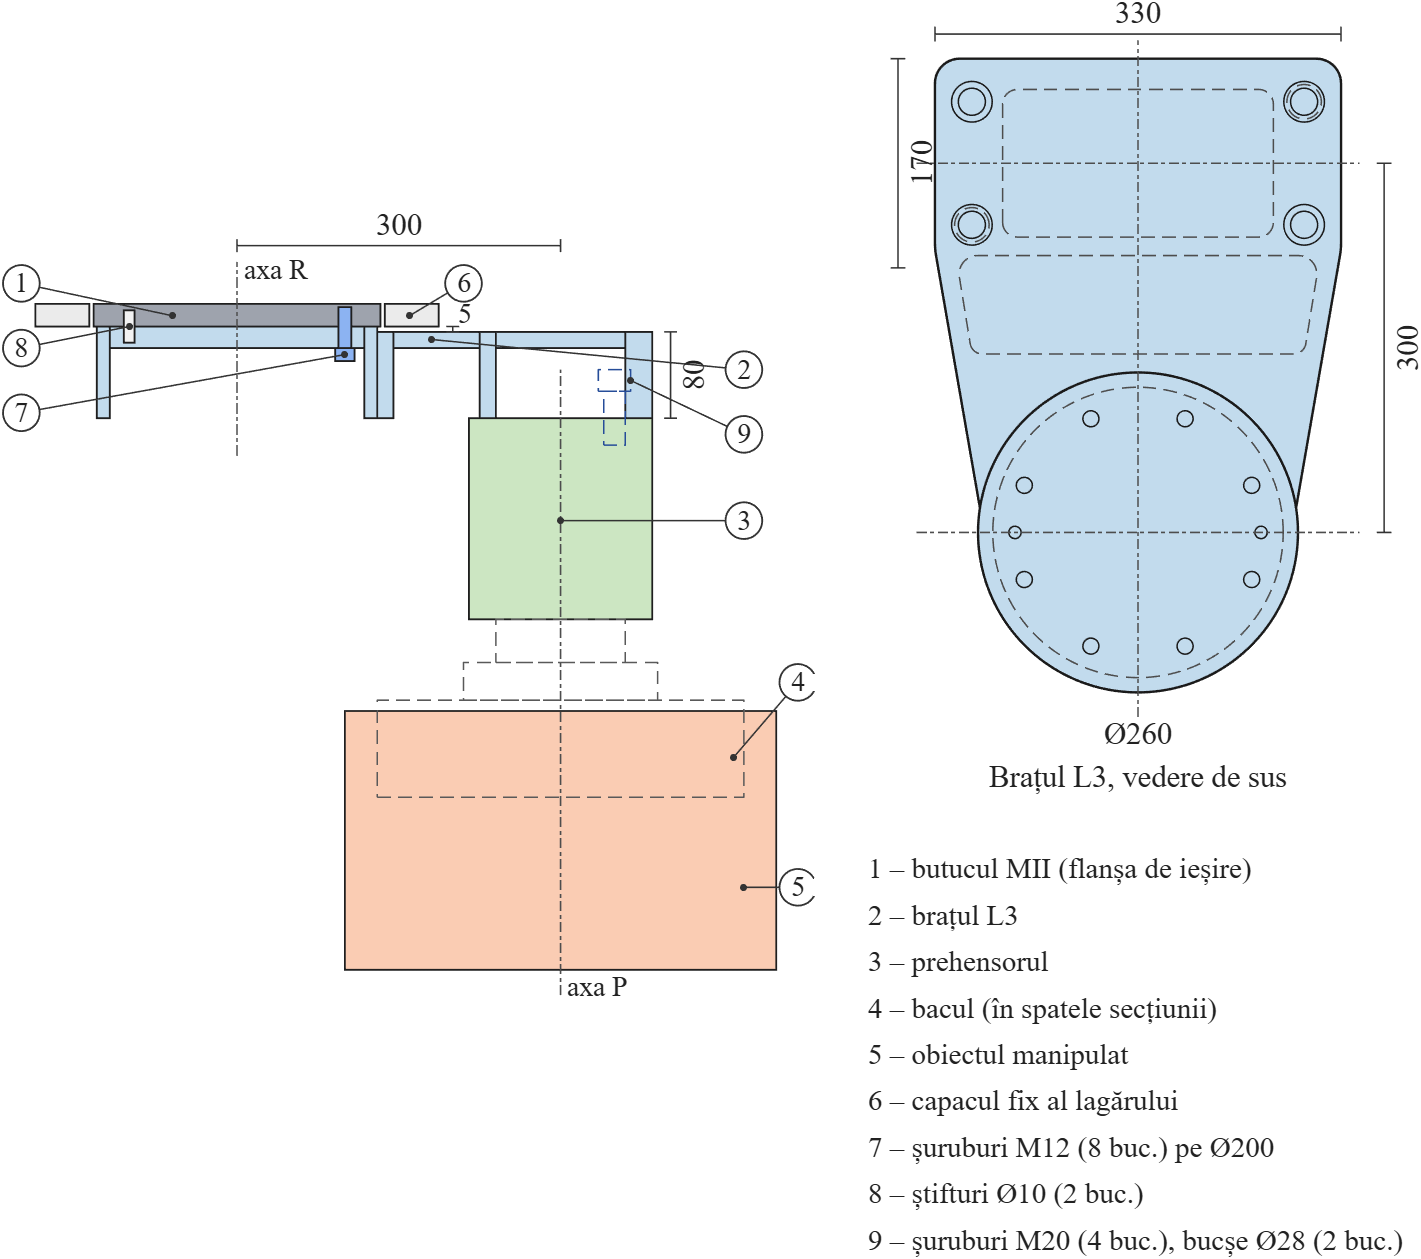 330
170
300
300
axa R
1
6
5
8
2
80
7
9
3
4
Ø260
Brațul L3, vedere de sus
5
axa P
1 – butucul MII (flanșa de ieșire)
2 – brațul L3
3 – prehensorul
4 – bacul (în spatele secțiunii)
5 – obiectul manipulat
6 – capacul fix al lagărului
7 – șuruburi M12 (8 buc.) pe Ø200
8 – știfturi Ø10 (2 buc.)
9 – șuruburi M20 (4 buc.), bucșe Ø28 (2 buc.)